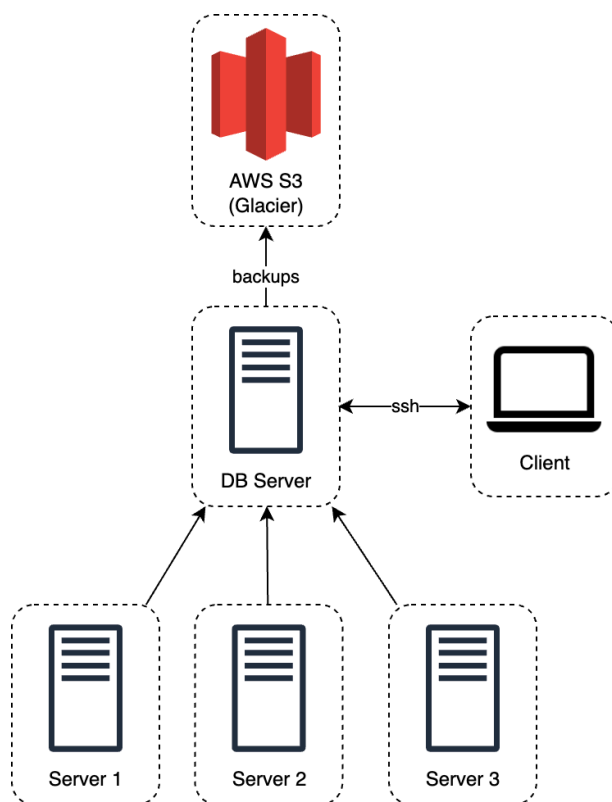 AWS S3
(Glacier)
backups
DB Server
ssh
Client
Server 1
Server 2
Server 3